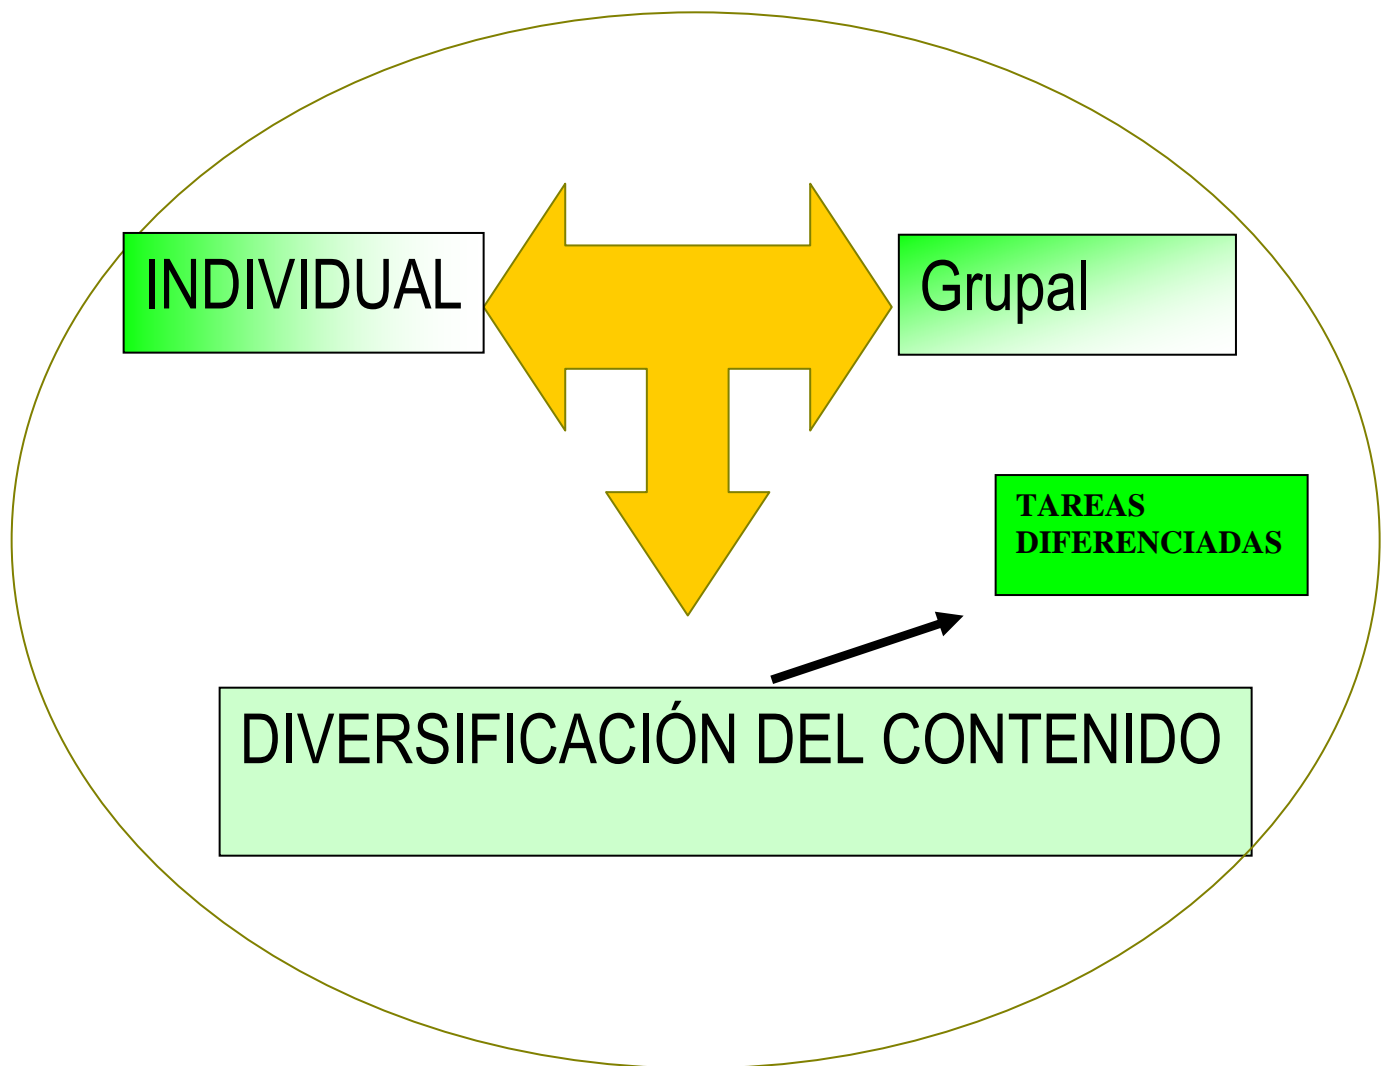 INDIVIDUAL
Grupal
TAREAS
DIFERENCIADAS
DIVERSIFICACIÓN DEL CONTENIDO